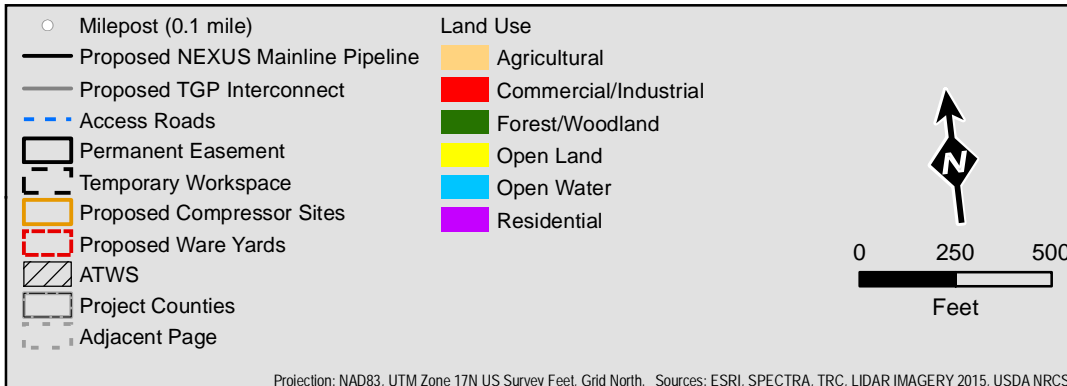 Milepost (0.1 mile)
Proposed NEXUS Mainline Pipeline
Proposed TGP Interconnect
Access Roads
Permanent Easement
Temporary Workspace
Proposed Compressor Sites
Proposed Ware Yards
ATWS
Project Counties
Adjacent Page
Land Use
Agricultural
Commercial/Industrial
Forest/Woodland
Open Land
Open Water
Residential
N
0 250 500
Feet
Projection: NAD83, UTM Zone 17N US Survey Feet, Grid North, Sources: ESRI, SPECTRA, TRC, LIDAR IMAGERY 2015, USDA NRCS